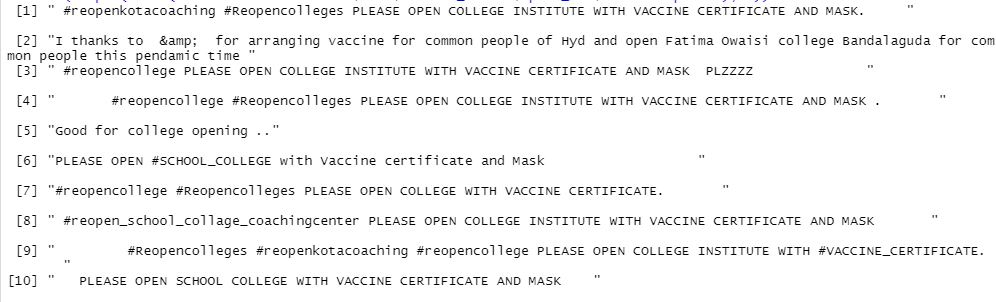 [1] " #reopenkotacoaching #Reopencolleges PLEASE OPEN COLLEGE INSTITUTE WITH VACCINE CERTIFICATE AND MASK.     "
[2] "I thanks to  &amp;  for arranging vaccine for common people of Hyd and open Fatima Owaisi college Bandalaguda for com
mon people this pendamic time "
[3] " #reopencollege PLEASE OPEN COLLEGE INSTITUTE WITH VACCINE CERTIFICATE AND MASK  PLZZZZ              "
[4] "       #reopencollege #Reopencolleges PLEASE OPEN COLLEGE INSTITUTE WITH VACCINE CERTIFICATE AND MASK .       "
[5] "Good for college opening .."
[6] "PLEASE OPEN #SCHOOL_COLLEGE with Vaccine certificate and Mask                   "
[7] "#reopencollege #Reopencolleges PLEASE OPEN COLLEGE WITH VACCINE CERTIFICATE.       "
[8] " #reopen_school_collage_coachingcenter PLEASE OPEN COLLEGE INSTITUTE WITH VACCINE CERTIFICATE AND MASK       "
[9] "         #Reopencolleges #reopenkotacoaching #reopencollege PLEASE OPEN COLLEGE INSTITUTE WITH #VACCINE_CERTIFICATE.
"
[10] "   PLEASE OPEN SCHOOL COLLEGE WITH VACCINE CERTIFICATE AND MASK    "